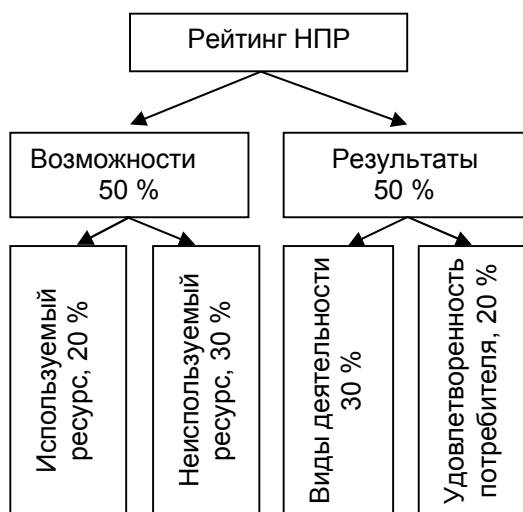 Рейтинг НПР
Возможности
50 %
Результаты
50 %
Используемый
ресурс, 20 %
Неиспользуемый
ресурс, 30 %
Виды деятельности
30 %
Удовлетворенность
потребителя, 20 %